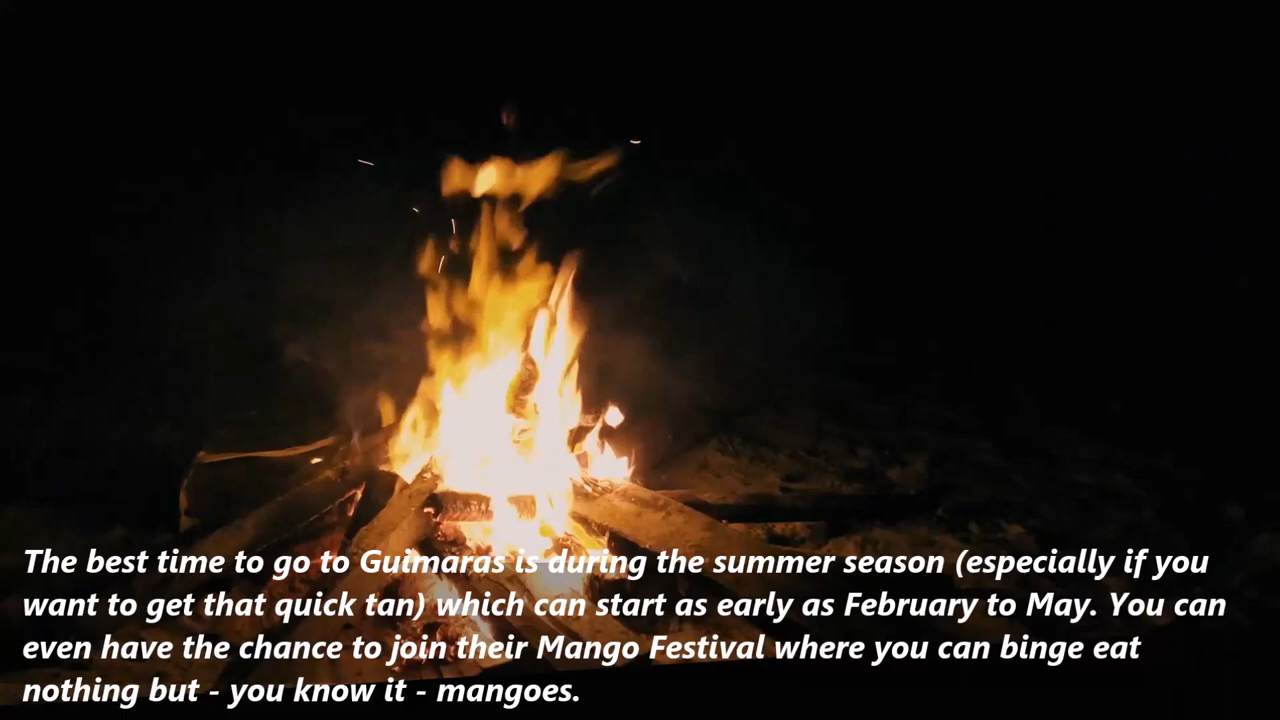 The best time to go to Guimaras is during the summer season (especially if you
want to get that quick tan) which can start as early as February to May. You can
even have the chance to join their Mango Festival where you can binge eat
nothing but - you know it - mangoes.